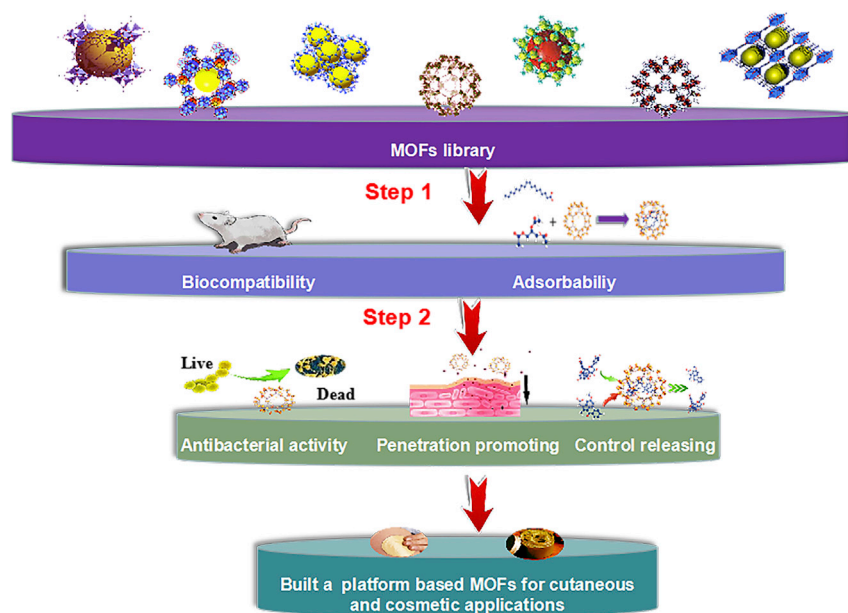 MOFs library
Step 1
+
Biocompatibility
Adsorbabiliy
Step 2
Live
Dead
Antibacterial activity
Penetration promoting
Control releasing
Built a platform based MOFs for cutaneous
and cosmetic applications